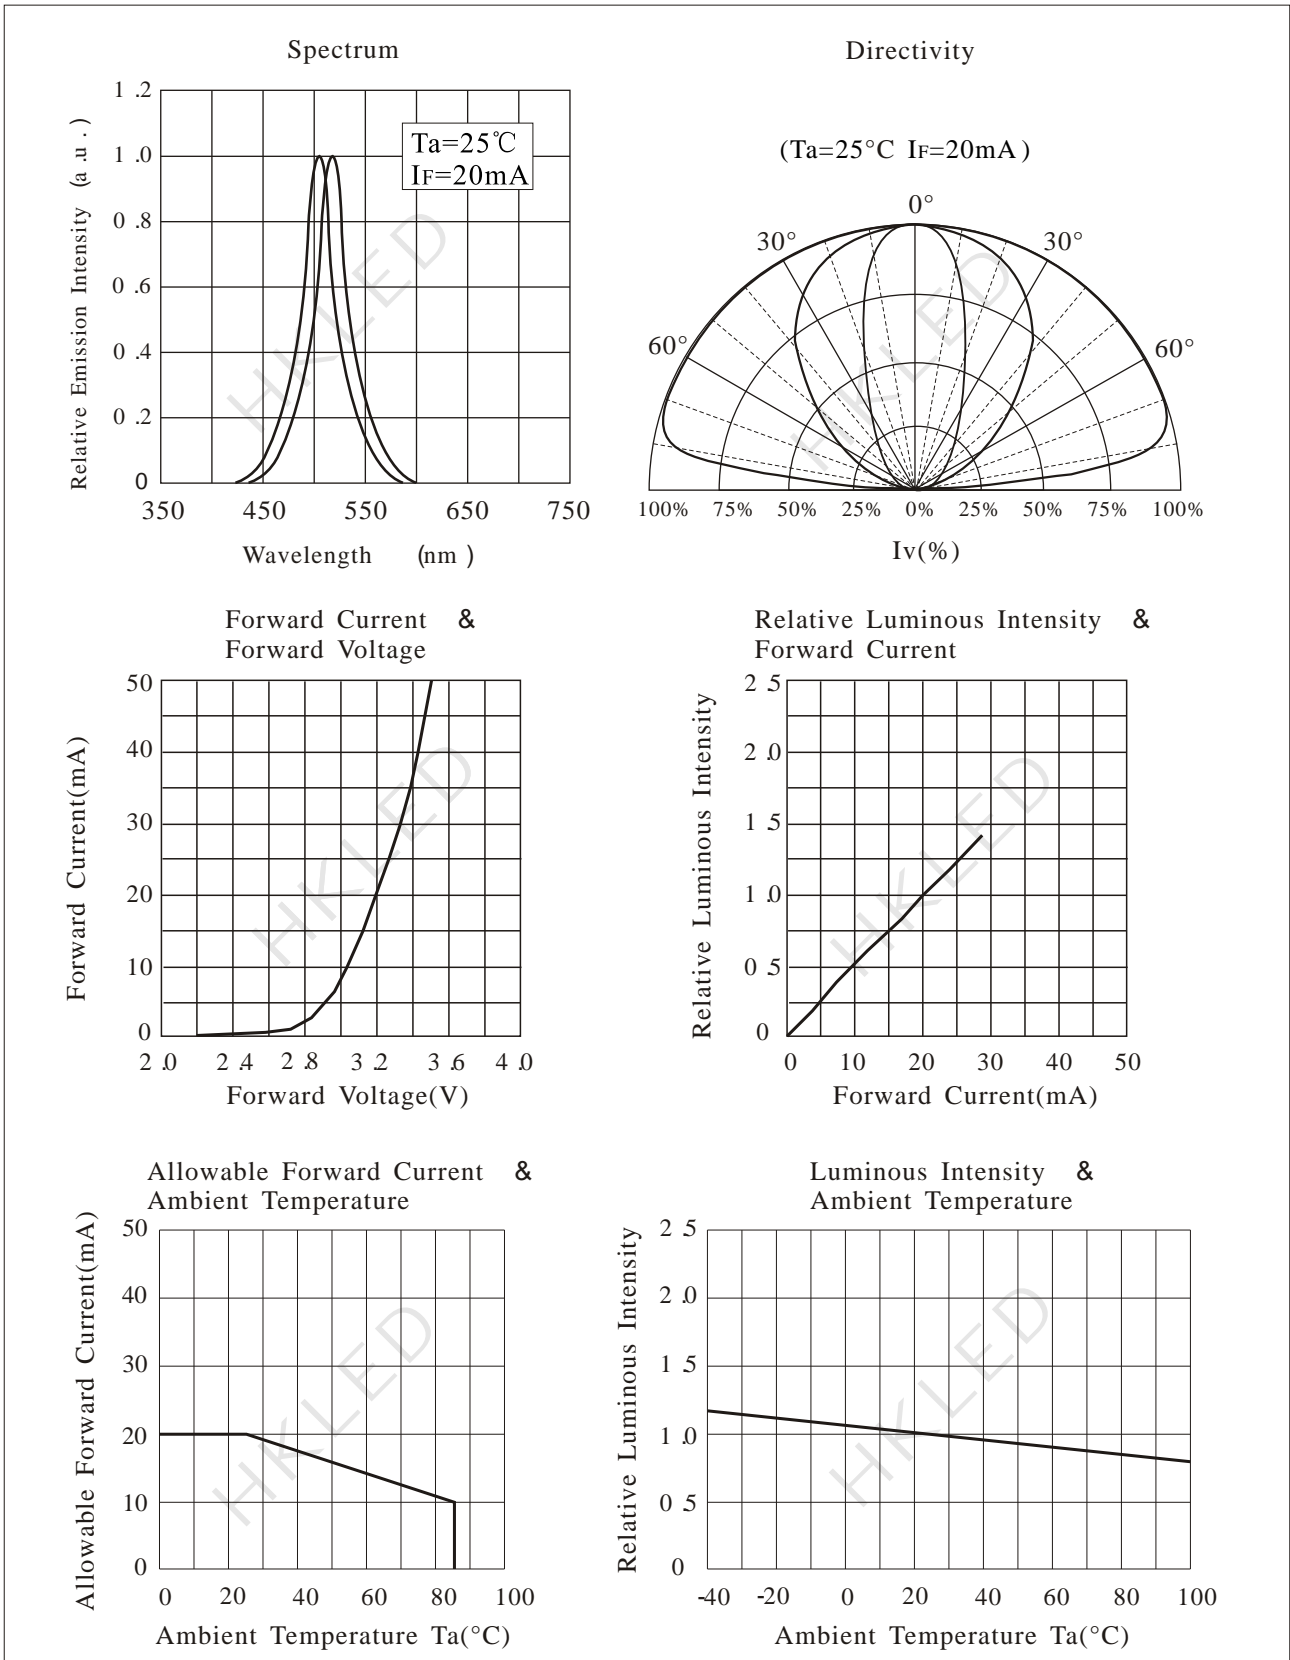 Spectrum
1.2
1.0
0.8
0.6
0.4
0.2
0
Relative Emission Intensity (a.u.)
Ta=25℃
IF=20mA
350 450 550 650 750
Wavelength (nm)
HKLED
Directivity
(Ta=25°C IF=20mA)
0°
30° 30°
60° 60°
100% 75% 50% 25% 0% 25% 50% 75% 100%
Iv(%)
HKLED
Forward Current &
Forward Voltage
50
40
30
20
10
0
Forward Current(mA)
2.0 2.4 2.8 3.2 3.6 4.0
Forward Voltage(V)
HKLED
Relative Luminous Intensity &
Forward Current
2.5
2.0
1.5
1.0
0.5
0
Relative Luminous Intensity
0 10 20 30 40 50
Forward Current(mA)
HKLED
Allowable Forward Current &
Ambient Temperature
50
40
30
20
10
0
Allowable Forward Current(mA)
0 20 40 60 80 100
Ambient Temperature Ta(°C)
HKLED
Luminous Intensity &
Ambient Temperature
2.5
2.0
1.5
1.0
0.5
0
Relative Luminous Intensity
-40 -20 0 20 40 60 80 100
Ambient Temperature Ta(°C)
HKLED